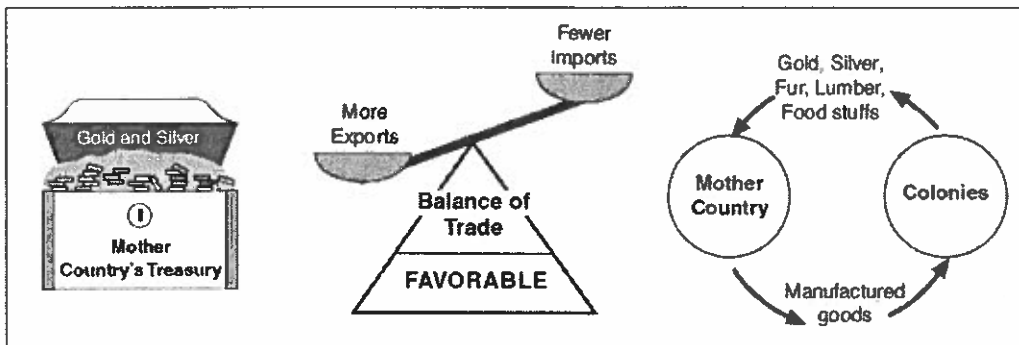 Gold and Silver
Mother
Country's Treasury
Fewer
Imports
More
Exports
Balance of
Trade
FAVORABLE
Gold, Silver,
Fur, Lumber,
Food stuffs
Mother
Country
Colonies
Manufactured
goods